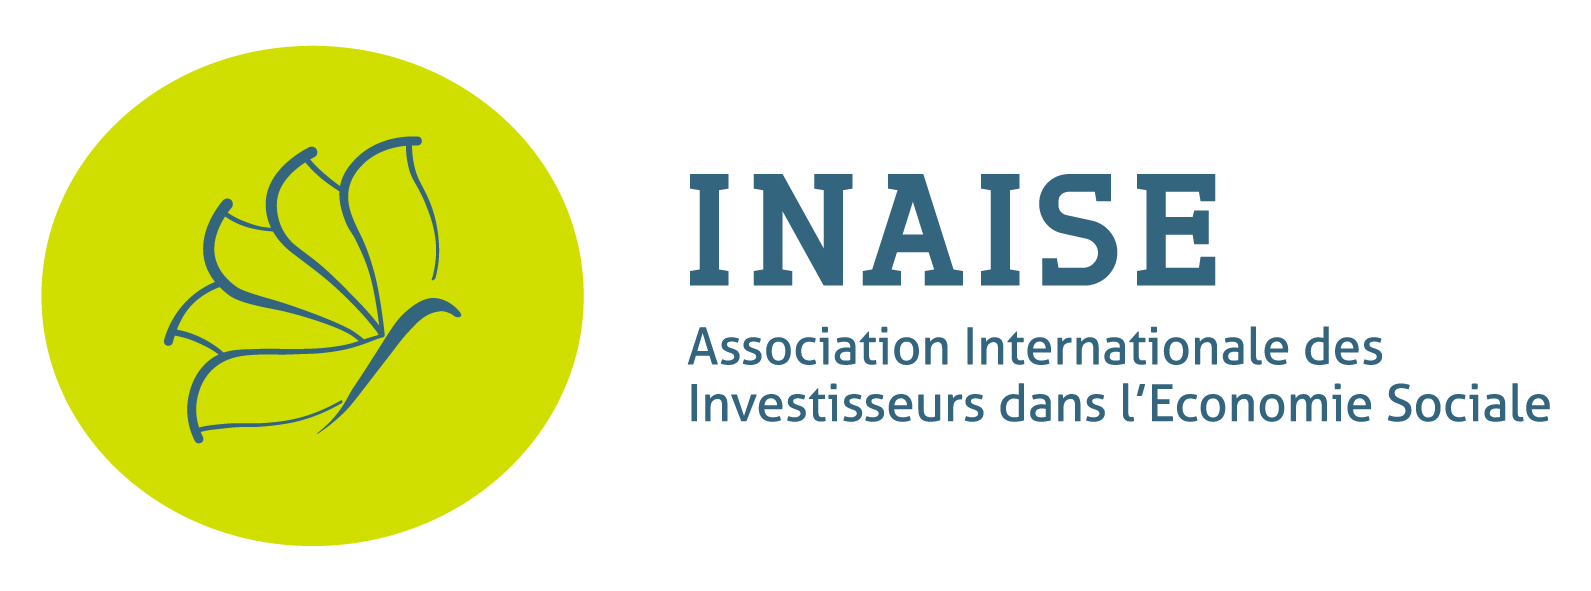 INAISE
Association Internationale des
Investisseurs dans l’Economie Sociale